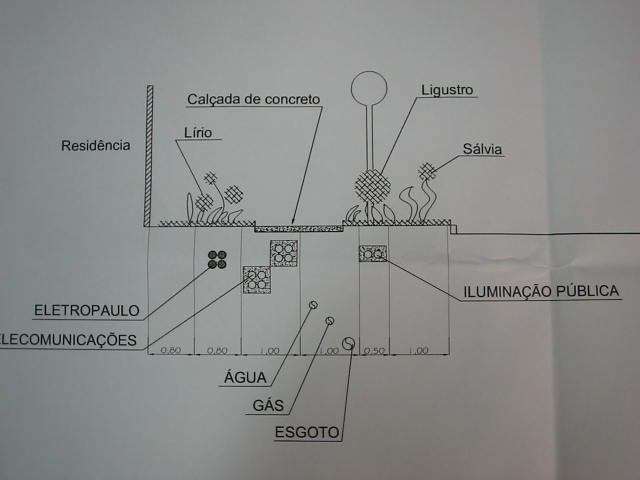 Ligustro
Calçada de concreto
Lírio
Residência
Sálvia
ELETROPAULO
ILUMINAÇÃO PÚBLICA
ELECOMUNICAÇÕES
0,80 0,80 1,00 1,00 0,50 1,00
ÁGUA
GÁS
ESGOTO